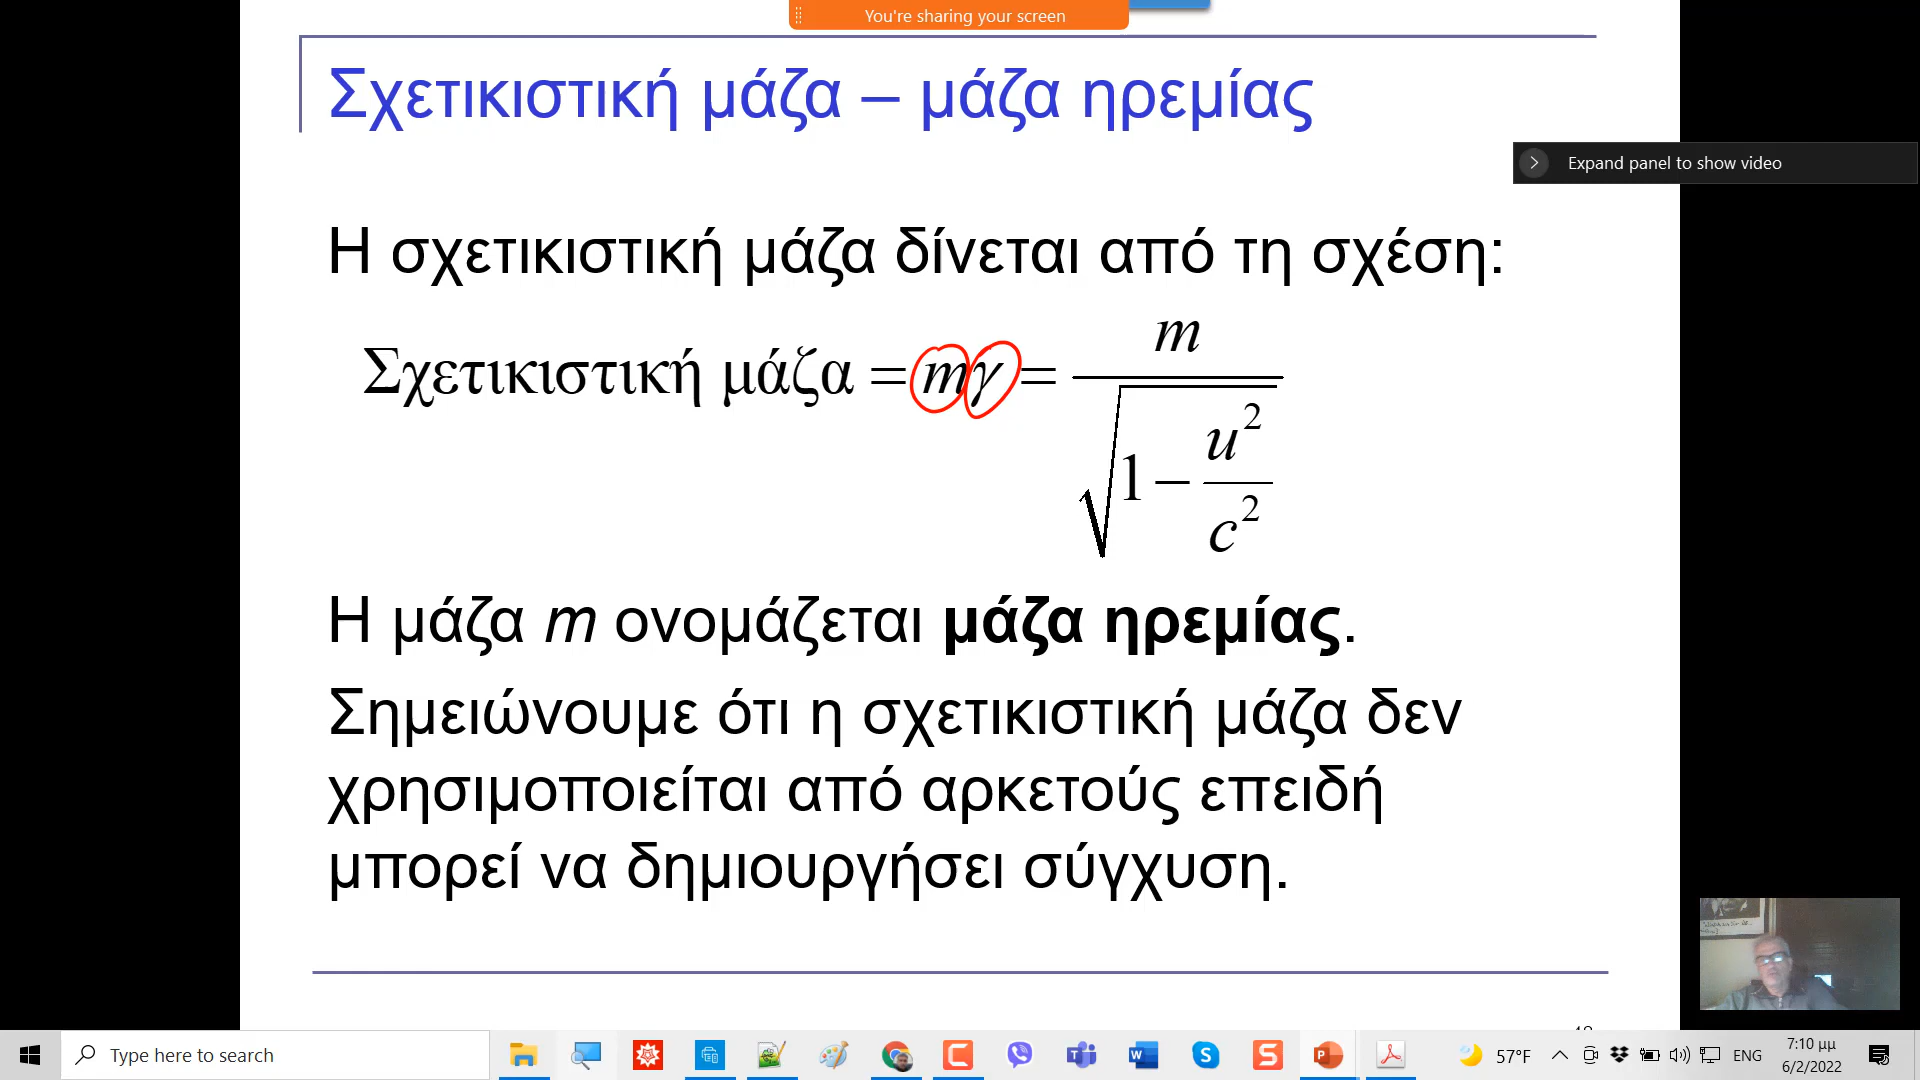 You're sharing your screen
Σχετικιστική μάζα – μάζα ηρεμίας
Expand panel to show video
Η σχετικιστική μάζα δίνεται από τη σχέση:
Σχετικιστική μάζα = mγ = m / √(1 − u² / c²)
Η μάζα m ονομάζεται μάζα ηρεμίας.
Σημειώνουμε ότι η σχετικιστική μάζα δεν
χρησιμοποιείται από αρκετούς επειδή
μπορεί να δημιουργήσει σύγχυση.
Type here to search
57°F
ENG
7:10 μμ
6/2/2022